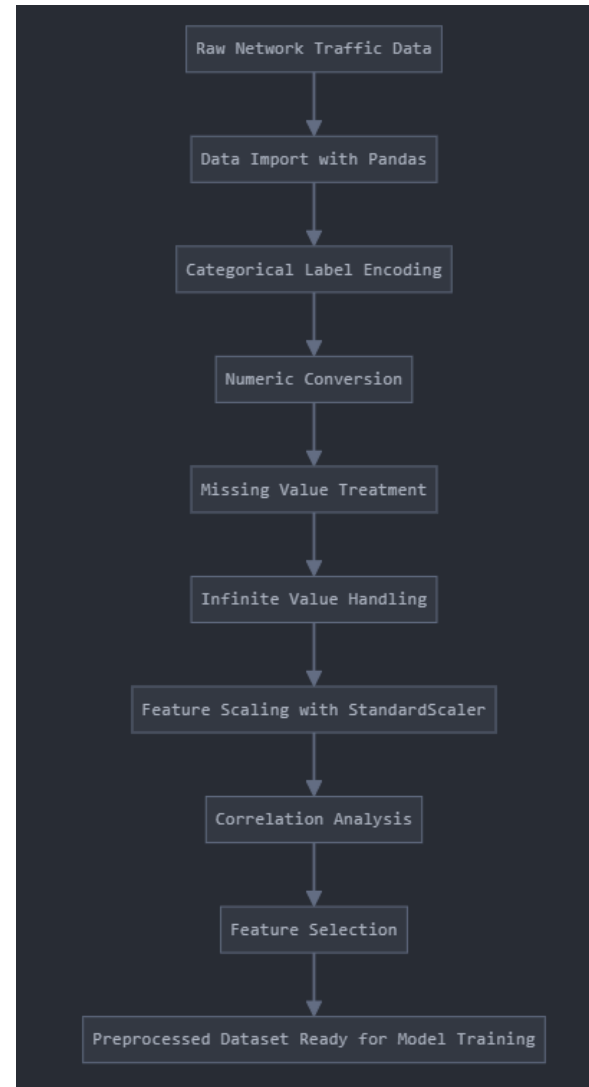 Raw Network Traffic Data
Data Import with Pandas
Categorical Label Encoding
Numeric Conversion
Missing Value Treatment
Infinite Value Handling
Feature Scaling with StandardScaler
Correlation Analysis
Feature Selection
Preprocessed Dataset Ready for Model Training